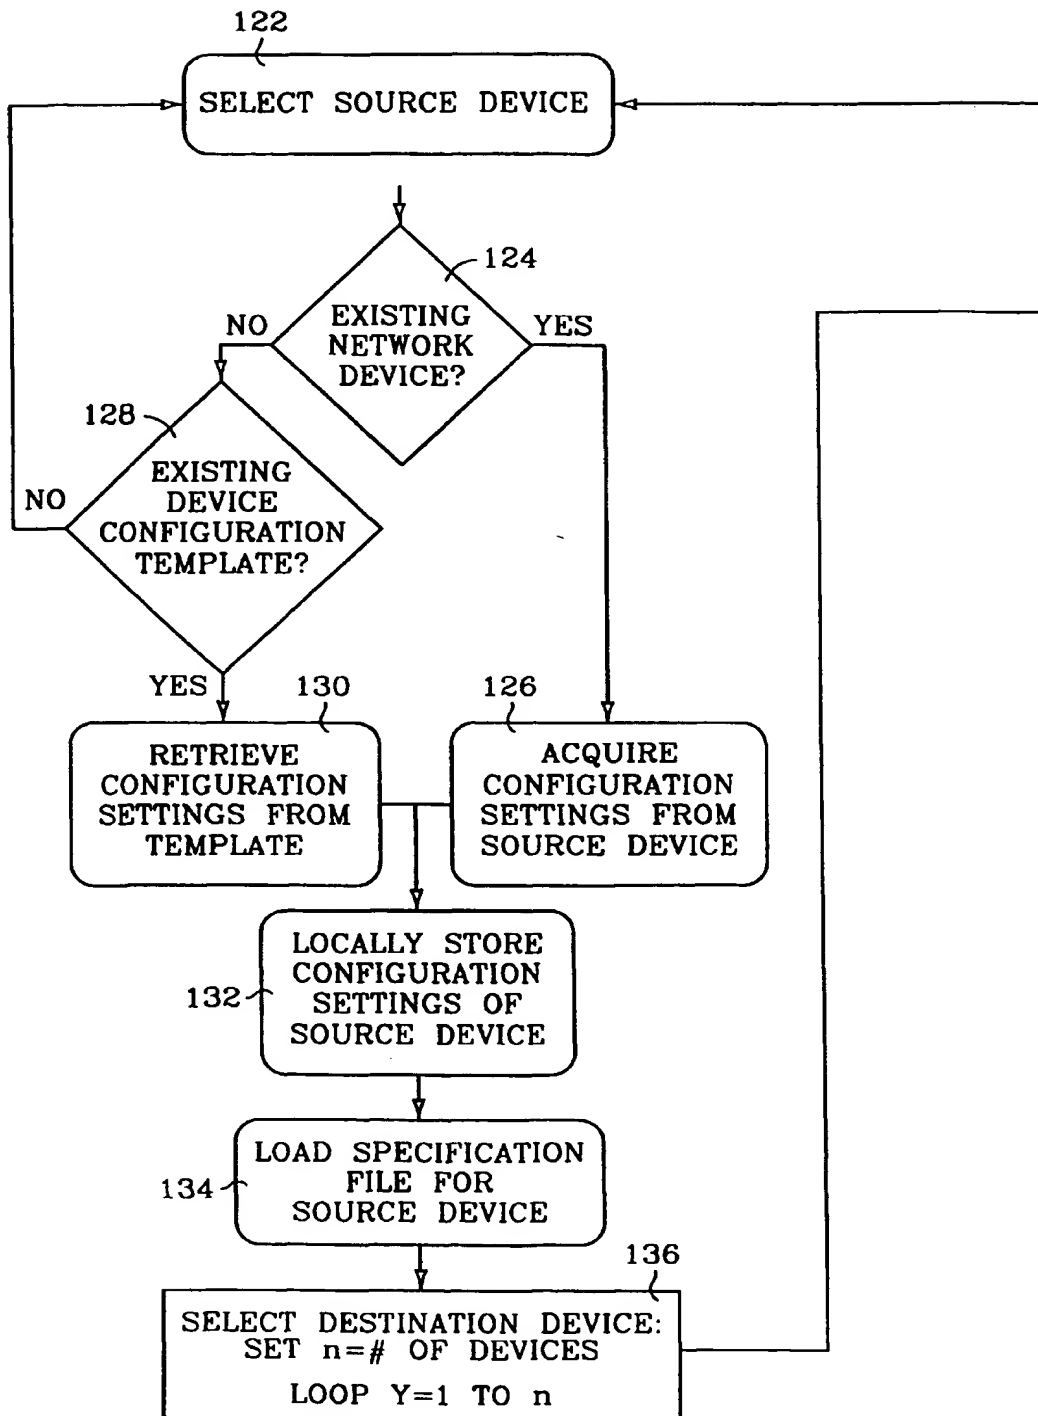 122
SELECT SOURCE DEVICE
124
EXISTING
NETWORK
DEVICE?
NO
YES
128
EXISTING
DEVICE
CONFIGURATION
TEMPLATE?
NO
YES
130
RETRIEVE
CONFIGURATION
SETTINGS FROM
TEMPLATE
126
ACQUIRE
CONFIGURATION
SETTINGS FROM
SOURCE DEVICE
132
LOCALLY STORE
CONFIGURATION
SETTINGS OF
SOURCE DEVICE
134
LOAD SPECIFICATION
FILE FOR
SOURCE DEVICE
136
SELECT DESTINATION DEVICE:
SET n=# OF DEVICES
LOOP Y=1 TO n